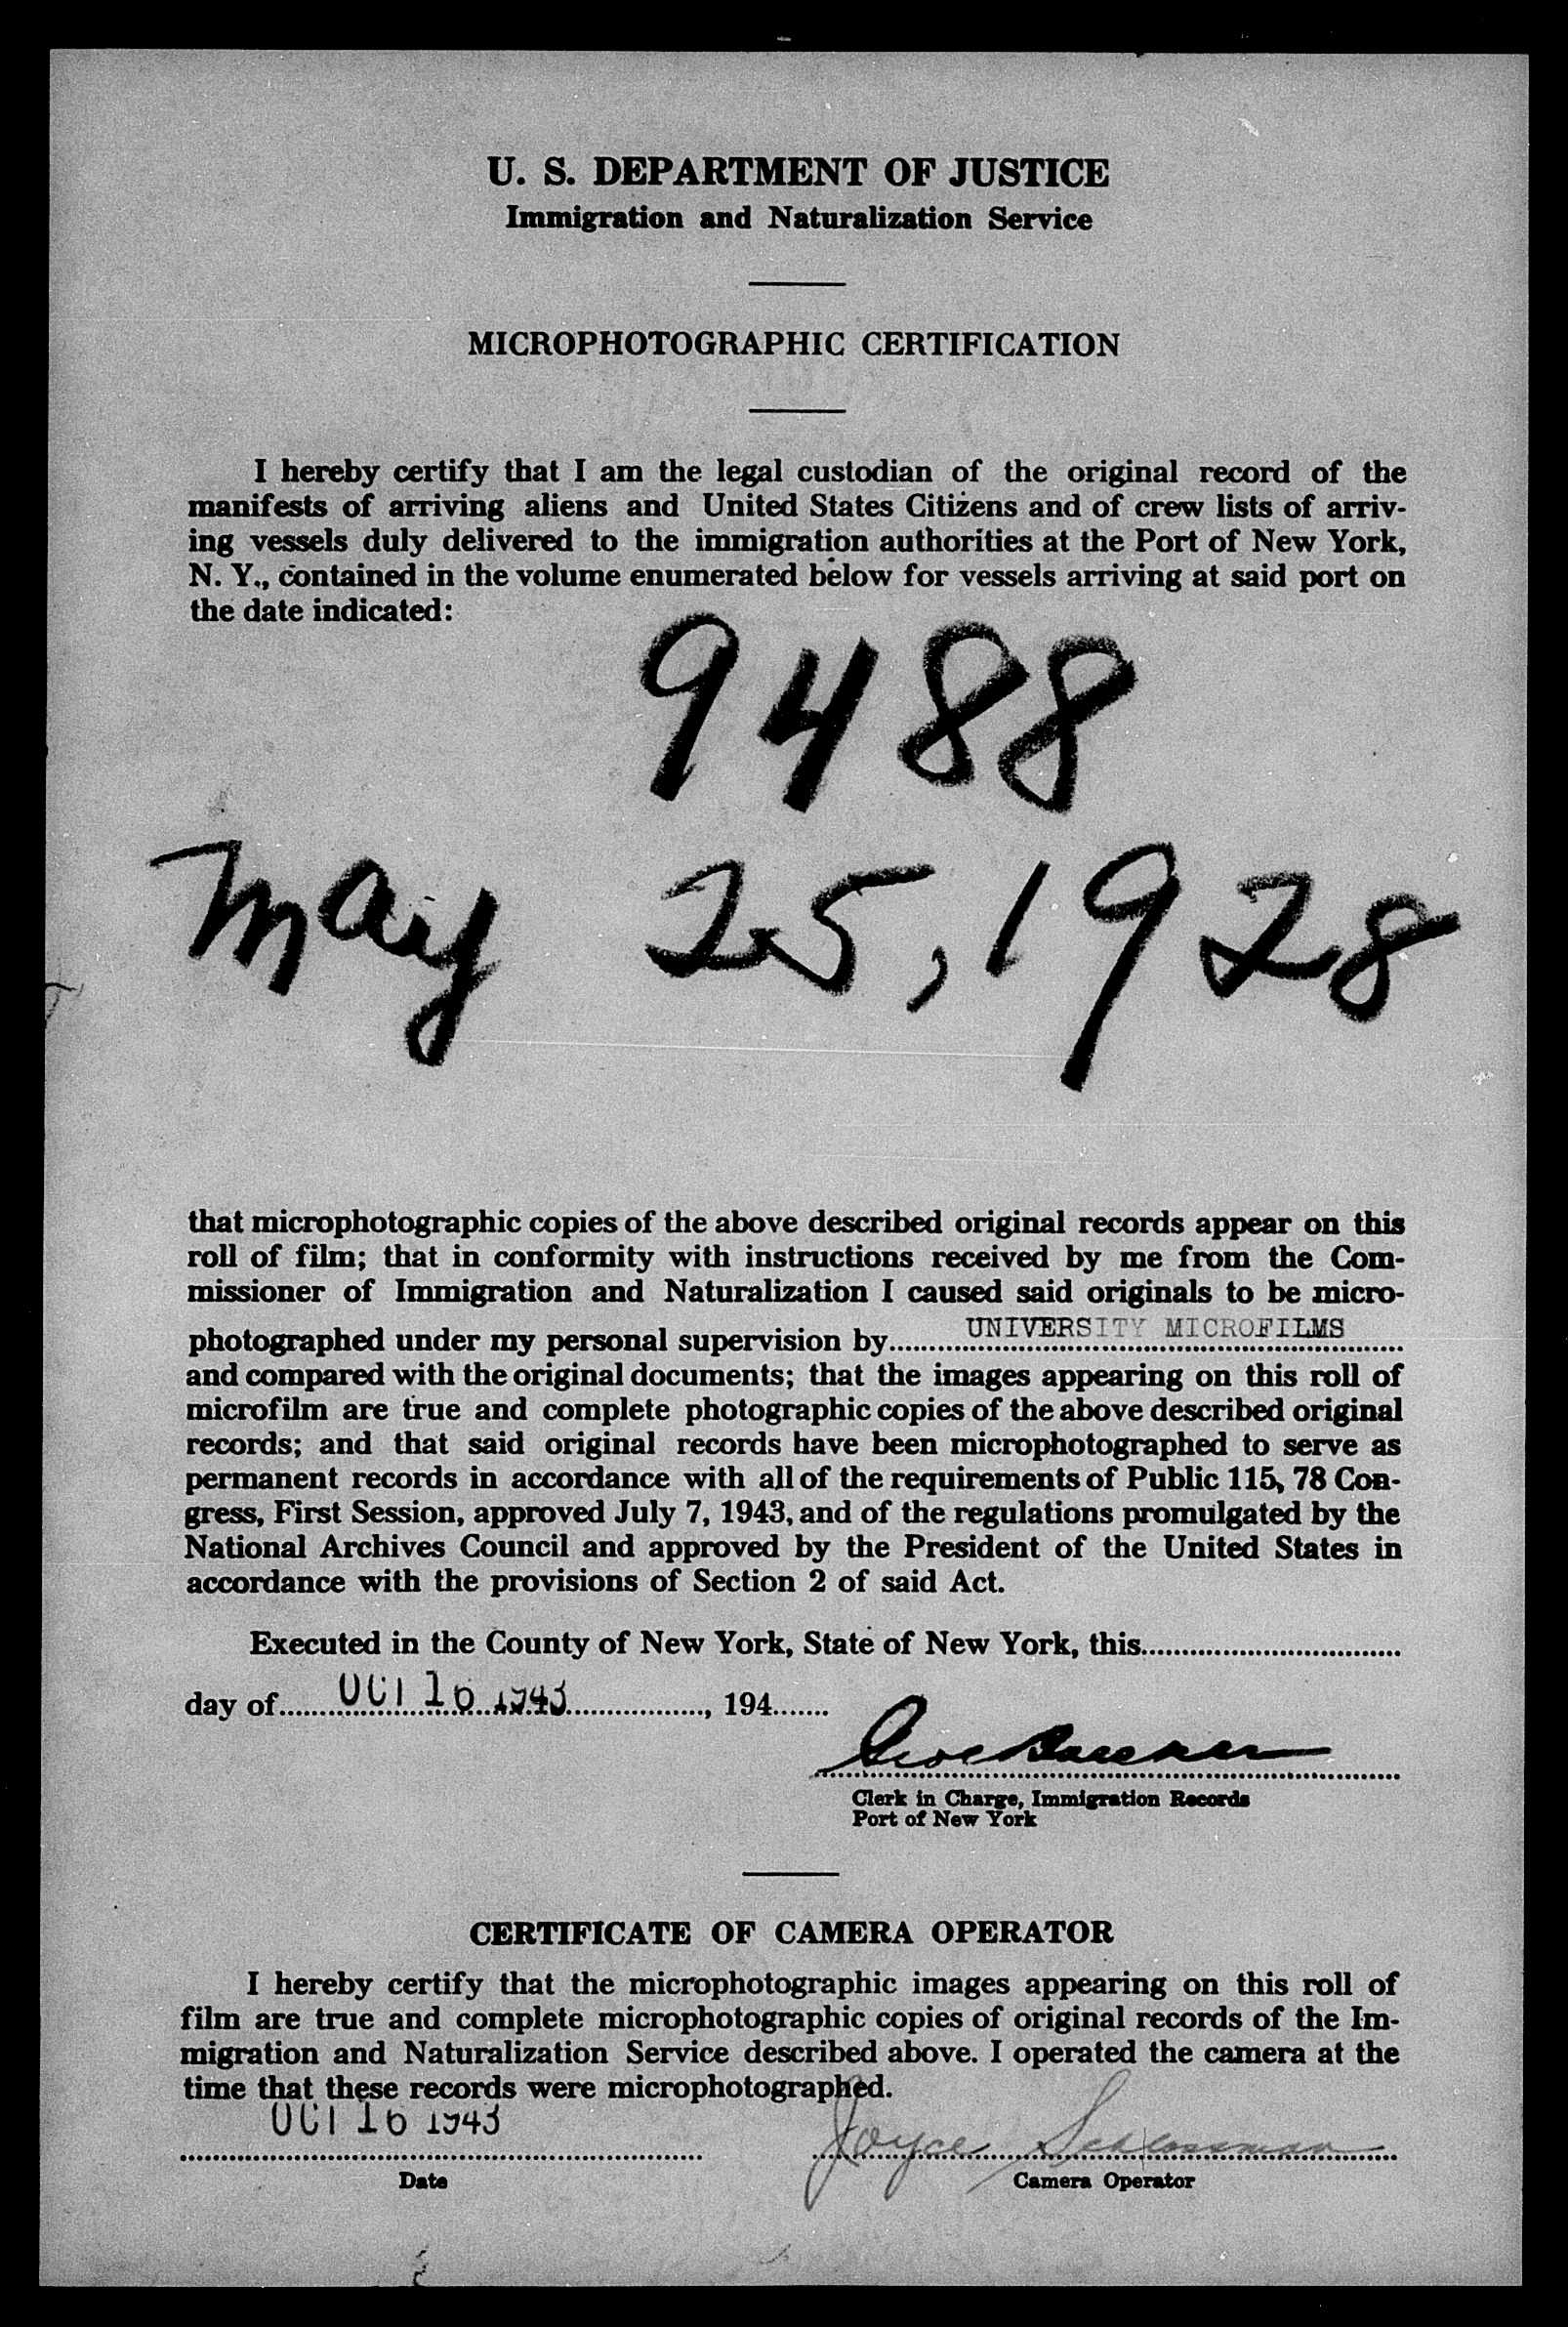 U. S. DEPARTMENT OF JUSTICE
Immigration and Naturalization Service
MICROPHOTOGRAPHIC CERTIFICATION
I hereby certify that I am the legal custodian of the original record of the
manifests of arriving aliens and United States Citizens and of crew lists of arriv-
ing vessels duly delivered to the immigration authorities at the Port of New York,
N. Y., contained in the volume enumerated below for vessels arriving at said port on
the date indicated:
9488
May 25, 1928
that microphotographic copies of the above described original records appear on this
roll of film; that in conformity with instructions received by me from the Com-
missioner of Immigration and Naturalization I caused said originals to be micro-
photographed under my personal supervision by UNIVERSITY MICROFILMS
and compared with the original documents; that the images appearing on this roll of
microfilm are true and complete photographic copies of the above described original
records; and that said original records have been microphotographed to serve as
permanent records in accordance with all of the requirements of Public 115, 78 Con-
gress, First Session, approved July 7, 1943, and of the regulations promulgated by the
National Archives Council and approved by the President of the United States in
accordance with the provisions of Section 2 of said Act.
Executed in the County of New York, State of New York, this
day of OCT 16 1943, 194
Clerk in Charge, Immigration Records
Port of New York
CERTIFICATE OF CAMERA OPERATOR
I hereby certify that the microphotographic images appearing on this roll of
film are true and complete microphotographic copies of original records of the Im-
migration and Naturalization Service described above. I operated the camera at the
time that these records were microphotographed.
OCT 16 1943 Joyce Schlossman
Date Camera Operator